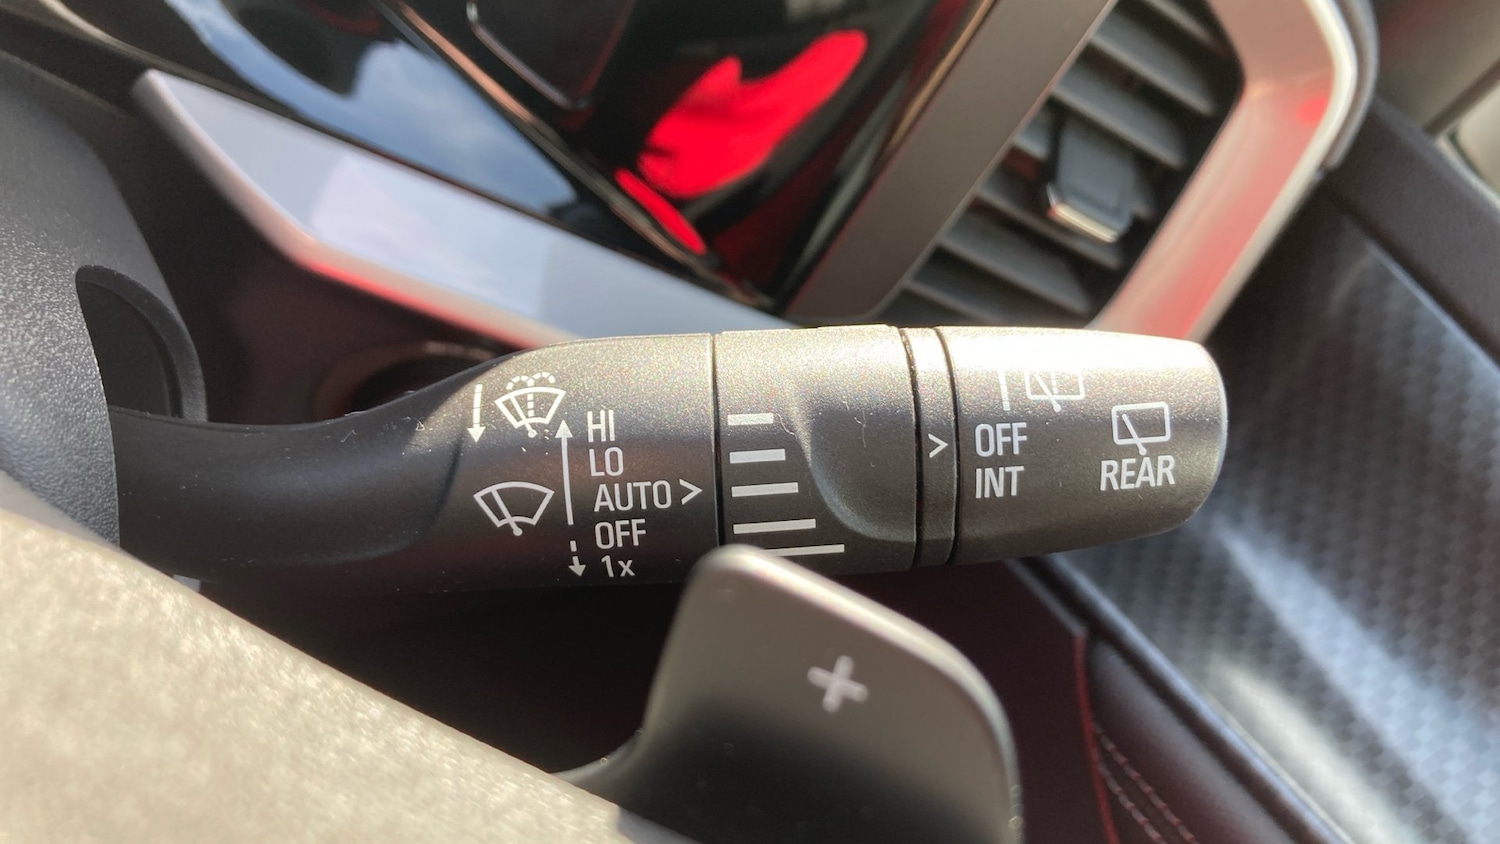 HI
LO
AUTO >
OFF
1x
>
OFF
INT
REAR
+